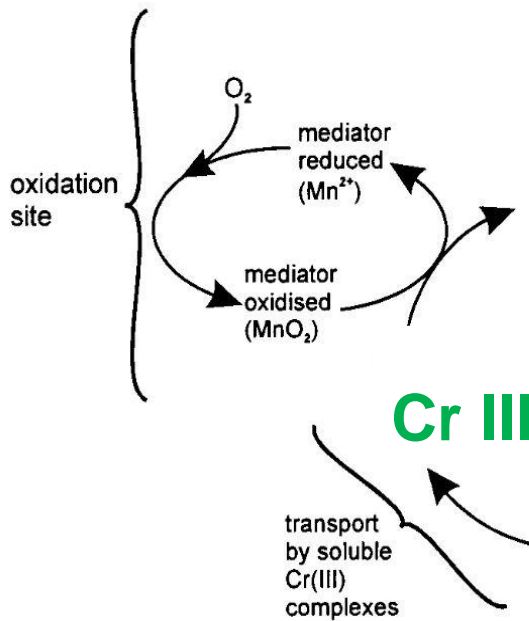 O₂
mediator
reduced
(Mn²⁺)
oxidation
site
mediator
oxidised
(MnO₂)
Cr III
transport
by soluble
Cr(III)
complexes